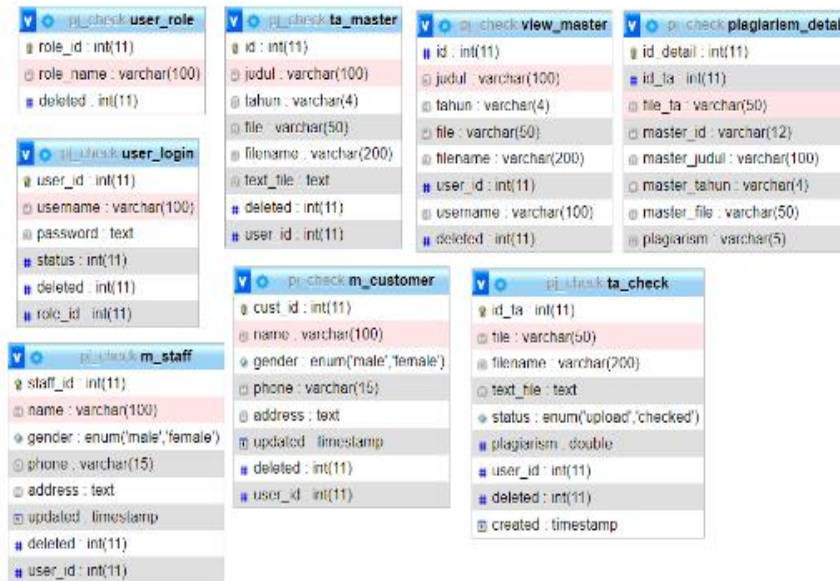 pj_check user_role
role_id : int(11)
role_name : varchar(100)
deleted : int(11)
pj_check ta_master
id : int(11)
judul : varchar(100)
tahun : varchar(4)
file : varchar(50)
filename : varchar(200)
text_file : text
deleted : int(11)
user_id : int(11)
pj_check view_master
id : int(11)
judul : varchar(100)
tahun : varchar(4)
file : varchar(50)
filename : varchar(200)
user_id : int(11)
username : varchar(100)
deleted : int(11)
pj_check plagiarism_detail
id_detail : int(11)
id_ta : int(11)
file_ta : varchar(50)
master_id : varchar(12)
master_judul : varchar(100)
master_tahun : varchar(4)
master_file : varchar(50)
plagiarism : varchar(5)
pj_check user_login
user_id : int(11)
username : varchar(100)
password : text
status : int(11)
deleted : int(11)
role_id : int(11)
pj_check m_customer
cust_id : int(11)
name : varchar(100)
gender : enum('male','female')
phone : varchar(15)
address : text
updated : timestamp
deleted : int(11)
user_id : int(11)
pj_check ta_check
id_ta : int(11)
file : varchar(50)
filename : varchar(200)
text_file : text
status : enum('upload','checked')
plagiarism : double
user_id : int(11)
deleted : int(11)
created : timestamp
pj_check m_staff
staff_id : int(11)
name : varchar(100)
gender : enum('male','female')
phone : varchar(15)
address : text
updated : timestamp
deleted : int(11)
user_id : int(11)